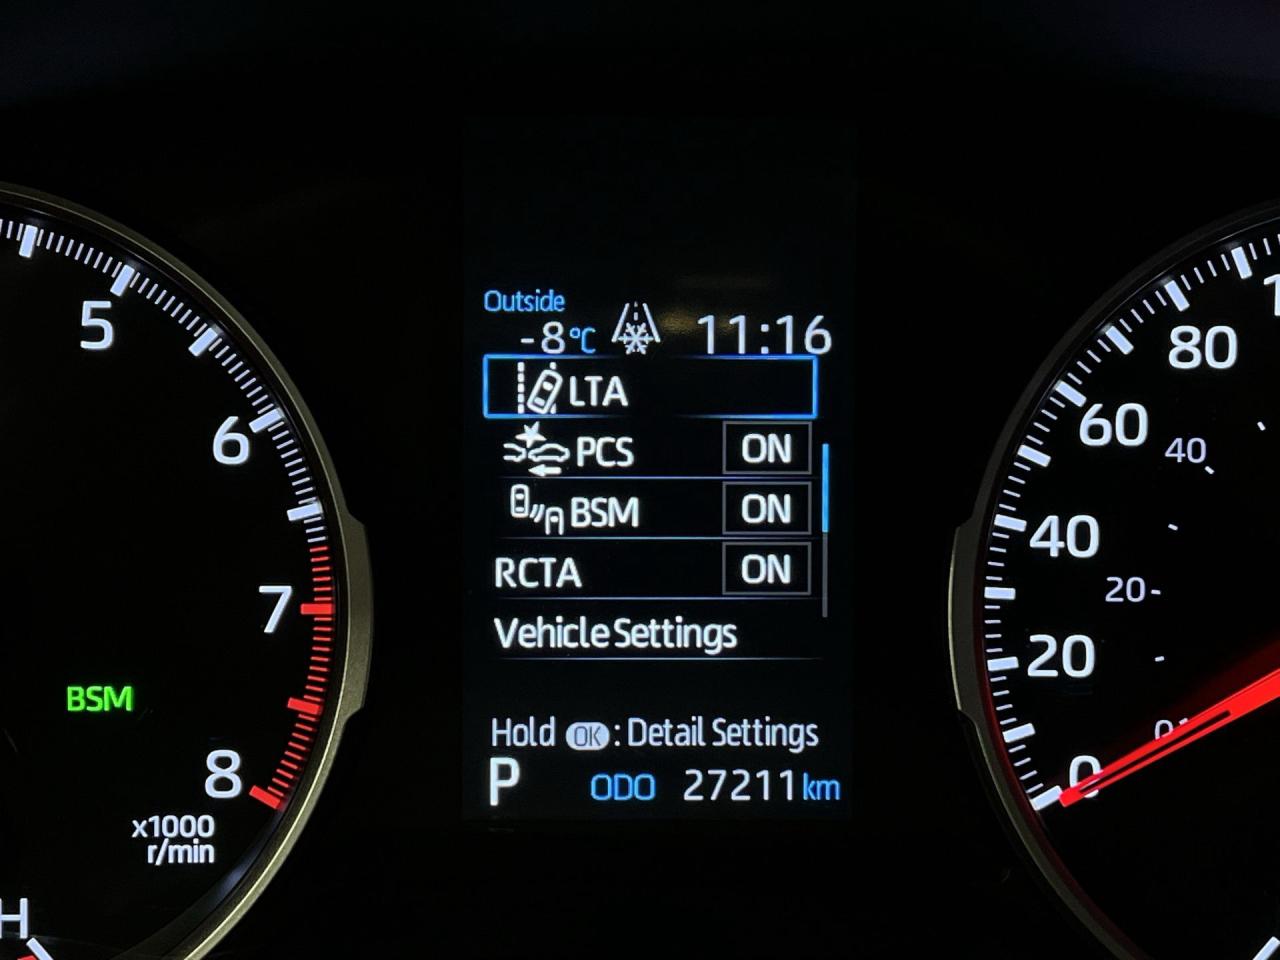 Outside
-8°C 11:16
LTA
PCS ON
BSM ON
RCTA ON
Vehicle Settings
Hold OK : Detail Settings
P ODO 27211 km
5
6
7
8
x1000
r/min
BSM
H
80
60
40
20
0
40
20
0